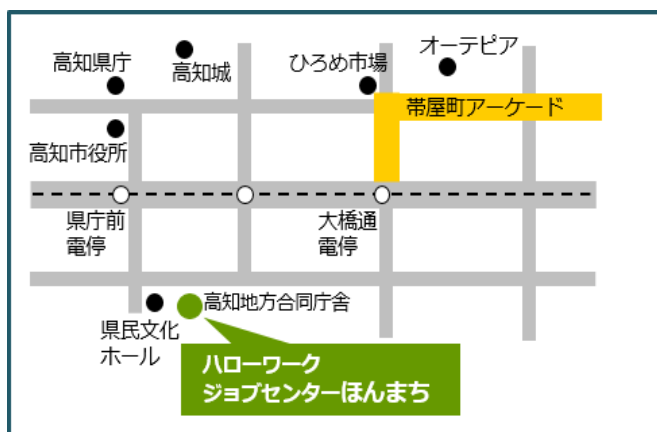 オーテピア
高知県庁
高知城
ひろめ市場
帯屋町アーケード
高知市役所
県庁前
電停
大橋通
電停
高知地方合同庁舎
県民文化
ホール
ハローワーク
ジョブセンターほんまち